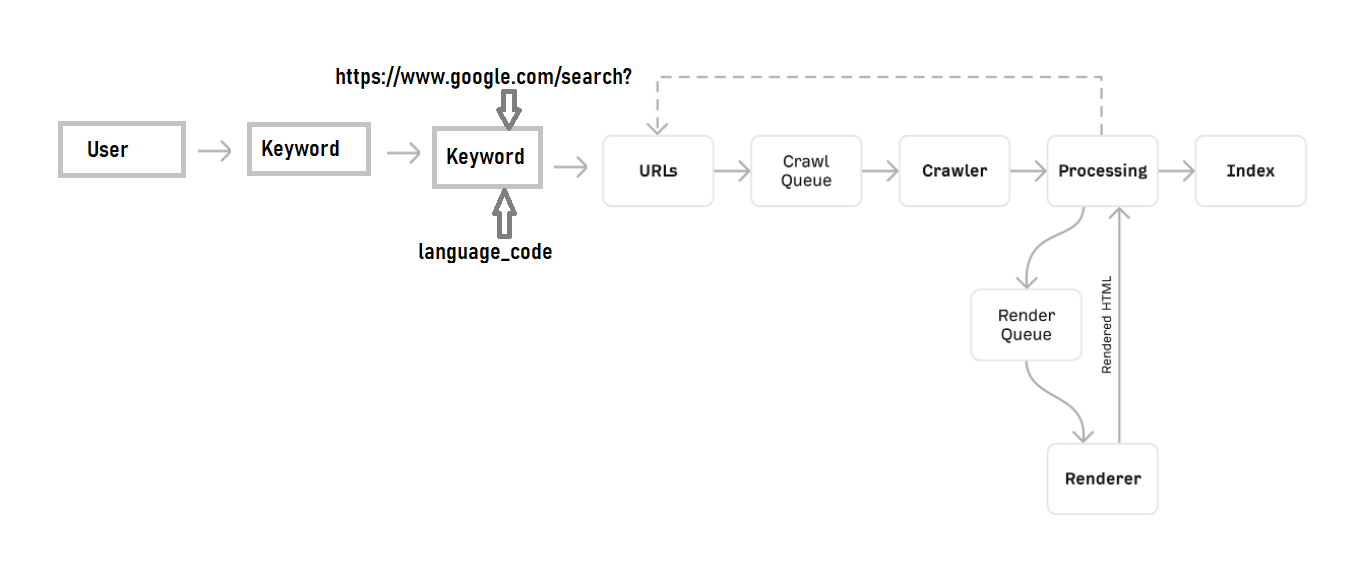 https://www.google.com/search?
User
Keyword
Keyword
language_code
URLs
Crawl
Queue
Crawler
Processing
Index
Render
Queue
Rendered HTML
Renderer